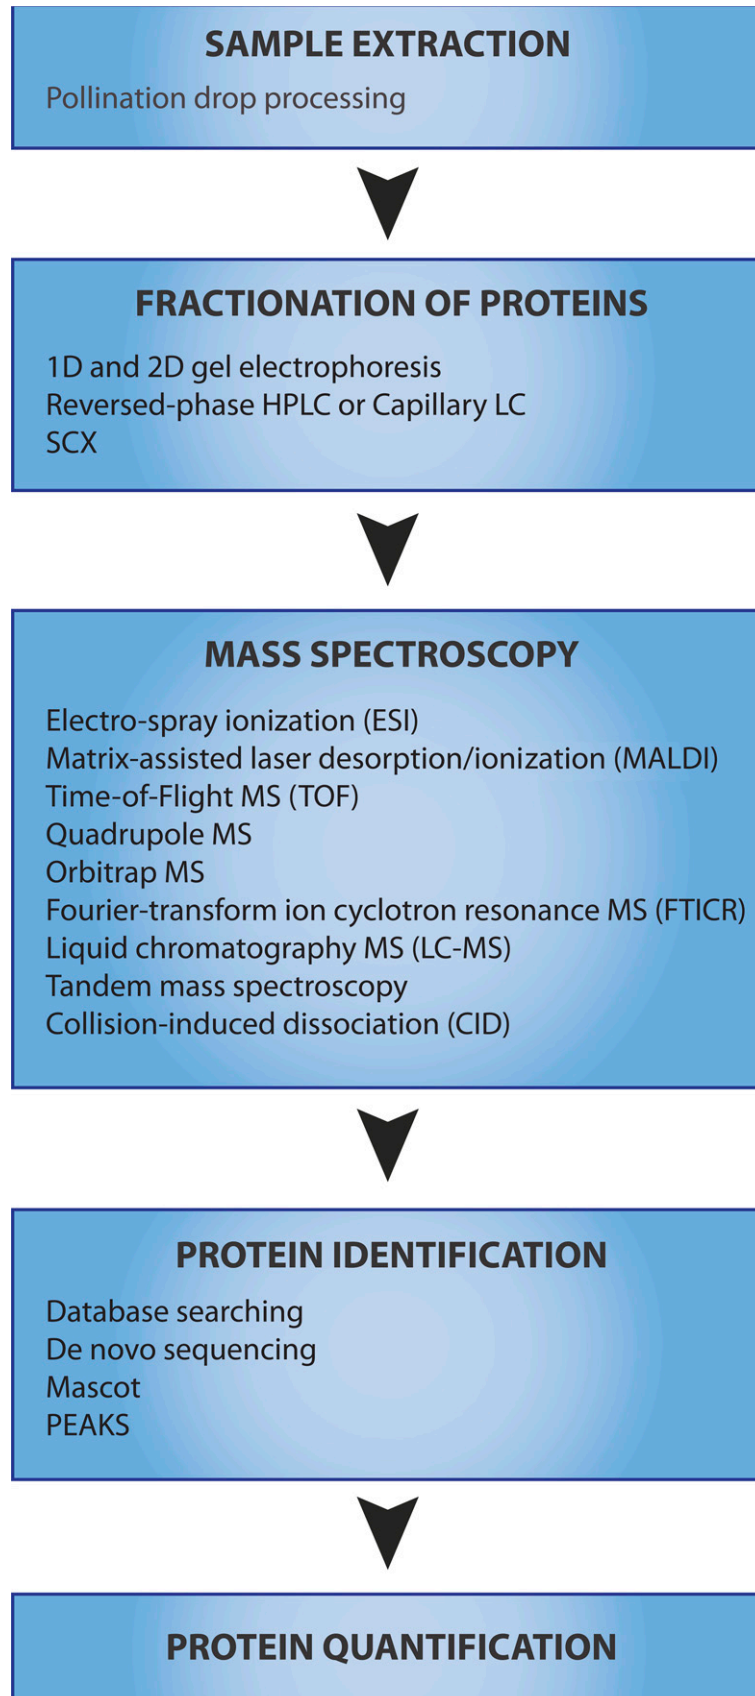 SAMPLE EXTRACTION
Pollination drop processing
FRACTIONATION OF PROTEINS
1D and 2D gel electrophoresis
Reversed-phase HPLC or Capillary LC
SCX
MASS SPECTROSCOPY
Electro-spray ionization (ESI)
Matrix-assisted laser desorption/ionization (MALDI)
Time-of-Flight MS (TOF)
Quadrupole MS
Orbitrap MS
Fourier-transform ion cyclotron resonance MS (FTICR)
Liquid chromatography MS (LC-MS)
Tandem mass spectroscopy
Collision-induced dissociation (CID)
PROTEIN IDENTIFICATION
Database searching
De novo sequencing
Mascot
PEAKS
PROTEIN QUANTIFICATION